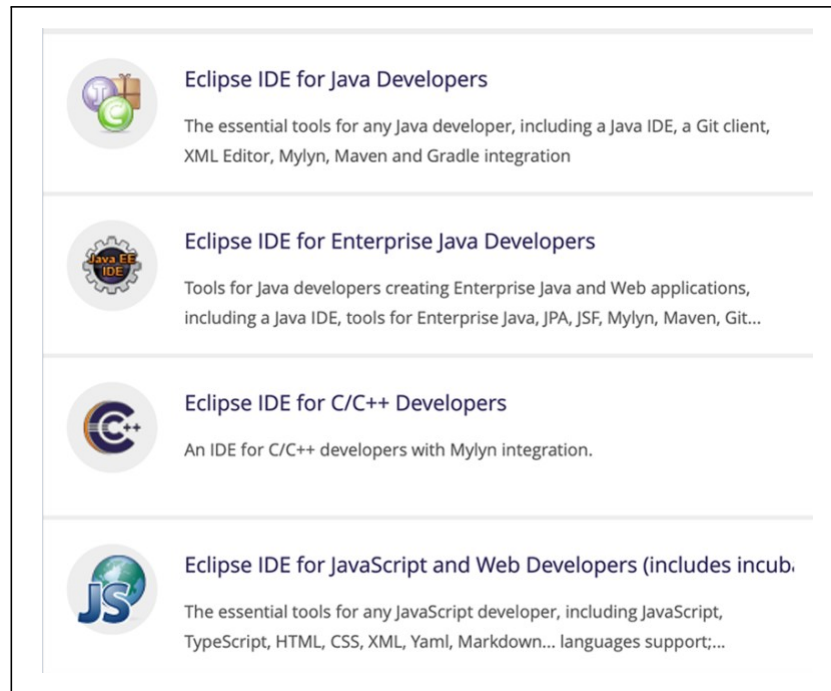 Eclipse IDE for Java Developers
The essential tools for any Java developer, including a Java IDE, a Git client,
XML Editor, Mylyn, Maven and Gradle integration
Java EE
IDE
Eclipse IDE for Enterprise Java Developers
Tools for Java developers creating Enterprise Java and Web applications,
including a Java IDE, tools for Enterprise Java, JPA, JSF, Mylyn, Maven, Git...
C++
Eclipse IDE for C/C++ Developers
An IDE for C/C++ developers with Mylyn integration.
JS
Eclipse IDE for JavaScript and Web Developers (includes incub
The essential tools for any JavaScript developer, including JavaScript,
TypeScript, HTML, CSS, XML, Yaml, Markdown... languages support;...